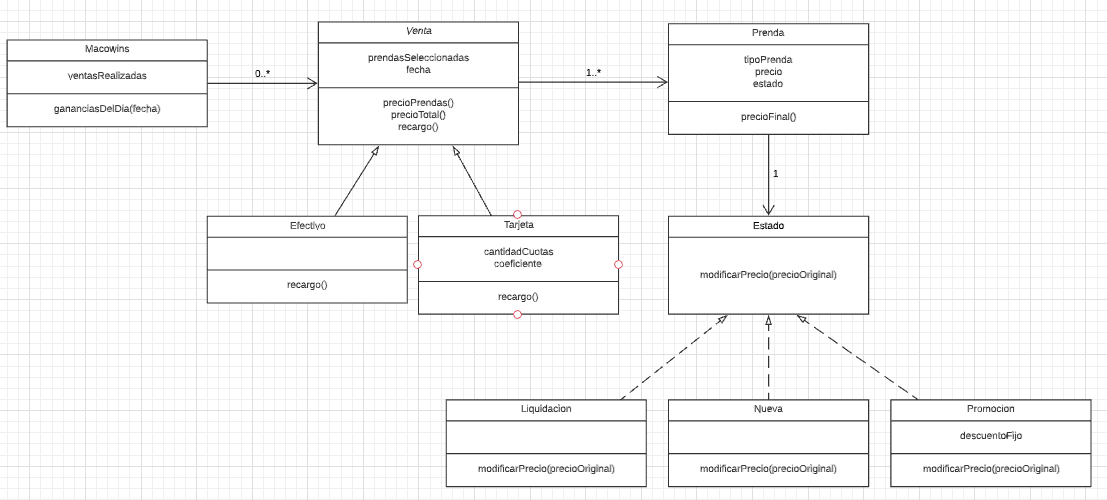 Macowins
ventasRealizadas
gananciasDelDia(fecha)
0..*
Venta
prendasSeleccionadas
fecha
precioPrendas()
precioTotal()
recargo()
1..*
Prenda
tipoPrenda
precio
estado
precioFinal()
1
Efectivo
recargo()
Tarjeta
cantidadCuotas
coeficiente
recargo()
Estado
modificarPrecio(precioOriginal)
Liquidacion
modificarPrecio(precioOriginal)
Nueva
modificarPrecio(precioOriginal)
Promocion
descuentoFijo
modificarPrecio(precioOriginal)